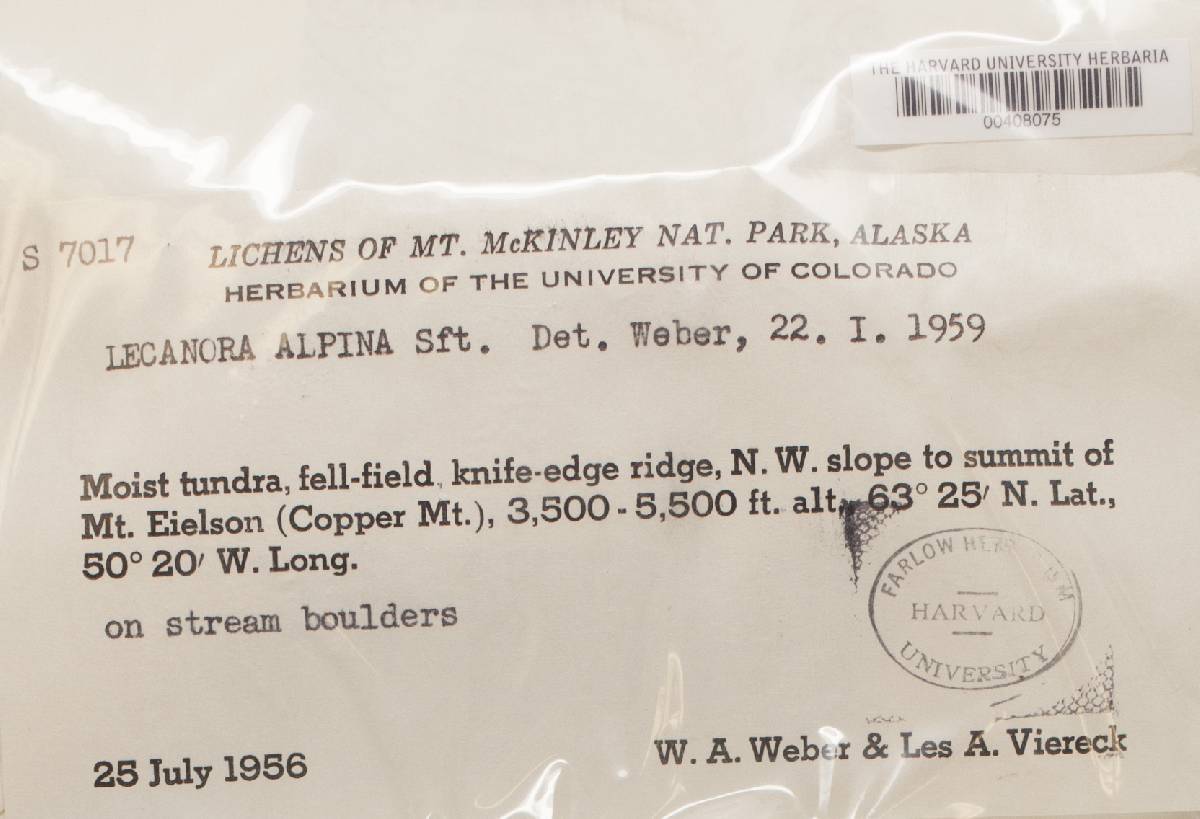 THE HARVARD UNIVERSITY HERBARIA
00408075
S 7017
LICHENS OF MT. McKINLEY NAT. PARK, ALASKA
HERBARIUM OF THE UNIVERSITY OF COLORADO
LECANORA ALPINA Sft. Det. Weber, 22. I. 1959
Moist tundra, fell-field, knife-edge ridge, N. W. slope to summit of
Mt. Eielson (Copper Mt.), 3,500 - 5,500 ft. alt., 63° 25′ N. Lat.,
50° 20′ W. Long.
on stream boulders
FARLOW
HARVARD
UNIVERSITY
25 July 1956
W. A. Weber & Les A. Viereck